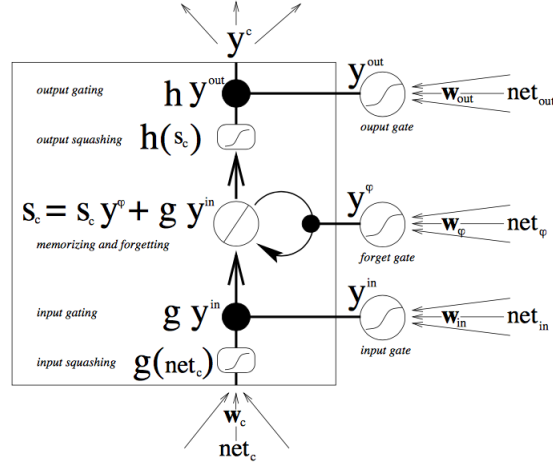 y^c
output gating
h y^out
y^out
w_out
net_out
ouput gate
output squashing
h(s_c)
s_c = s_c y^φ + g y^in
memorizing and forgetting
y^φ
w_φ
net_φ
forget gate
input gating
g y^in
y^in
w_in
net_in
input gate
input squashing
g(net_c)
w_c
net_c